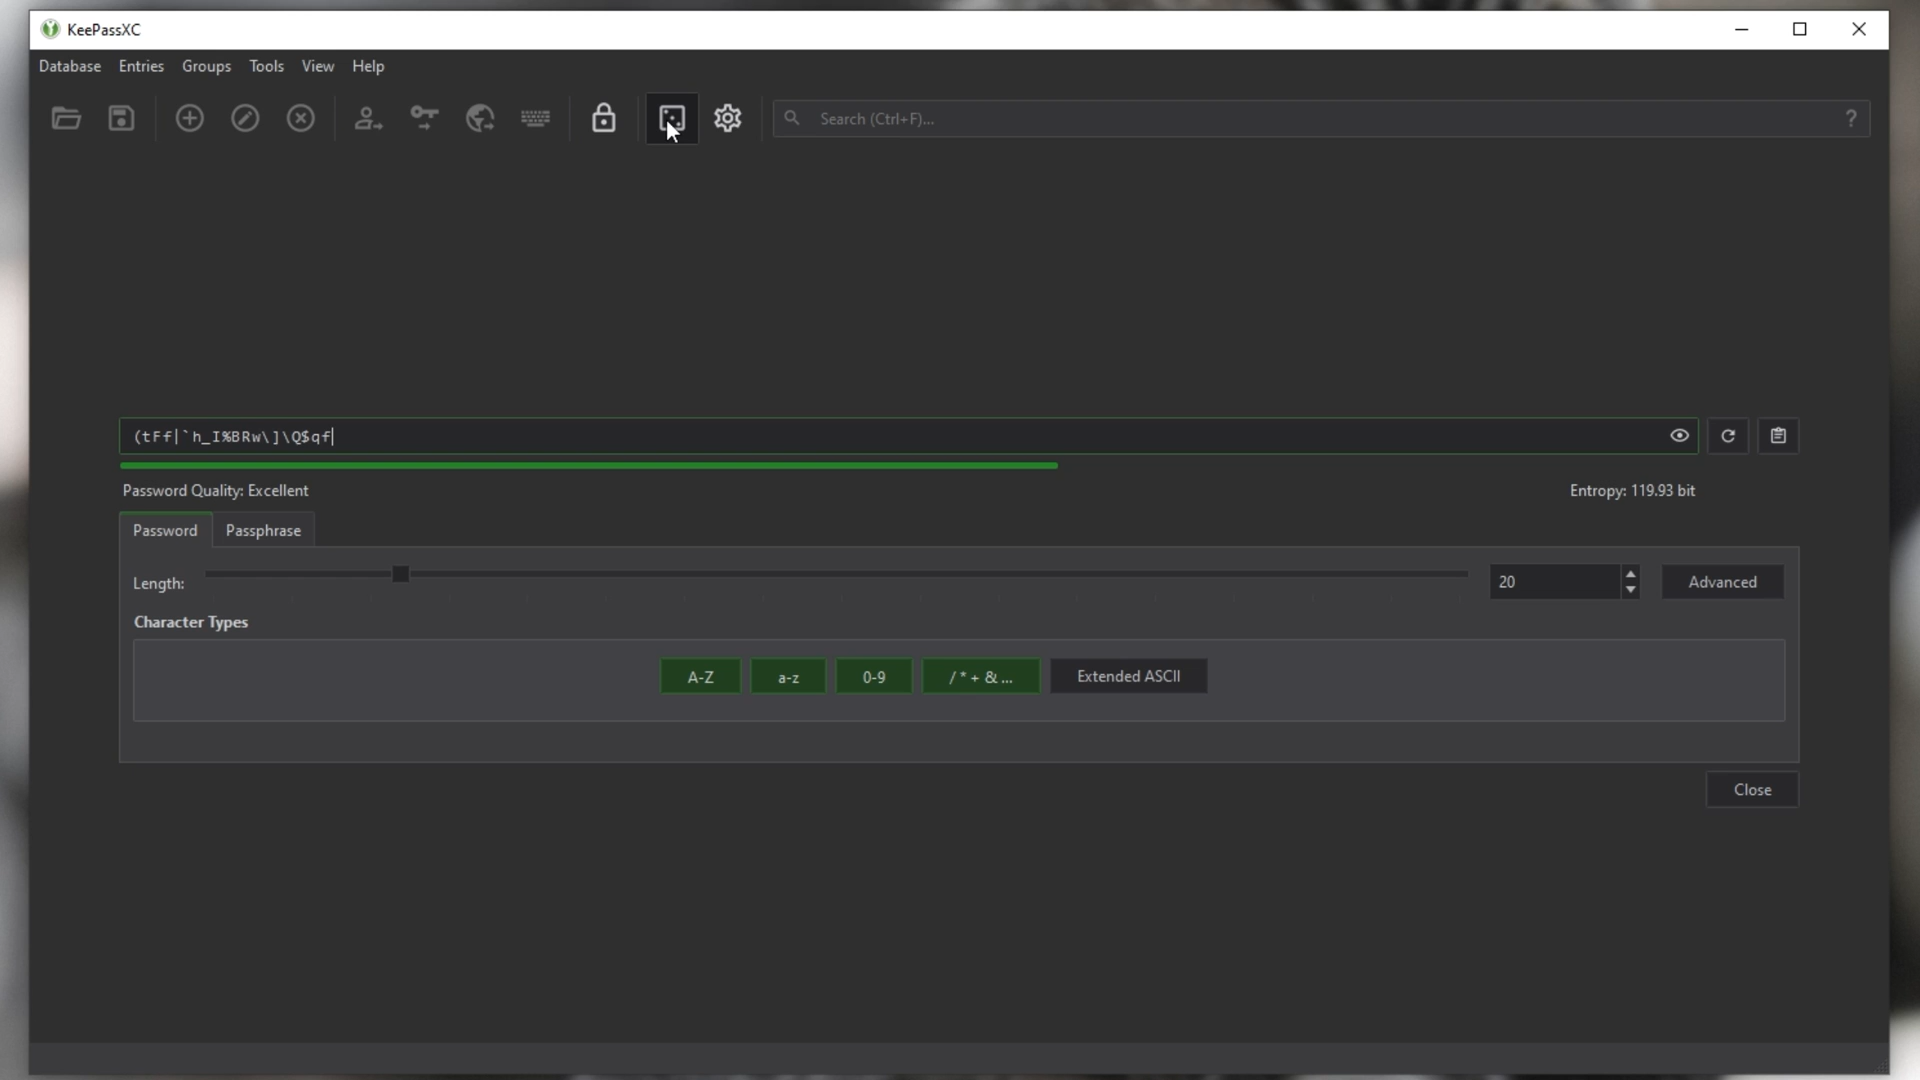 KeePassXC
Database Entries Groups Tools View Help
Search (Ctrl+F)... ?
(tFf|`h_I%BRw\]\Q$qf
Password Quality: Excellent Entropy: 119.93 bit
Password Passphrase
Length: 20 Advanced
Character Types
A-Z a-z 0-9 / * + & ... Extended ASCII
Close